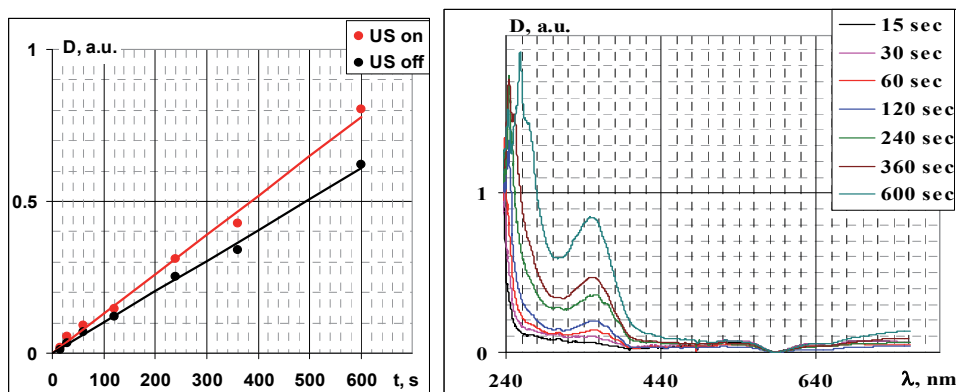 1
D, a.u.
US on
US off
0.5
0
0 100 200 300 400 500 600 t, s
D, a.u.
15 sec
30 sec
60 sec
120 sec
240 sec
360 sec
600 sec
1
0
240 440 640 λ, nm